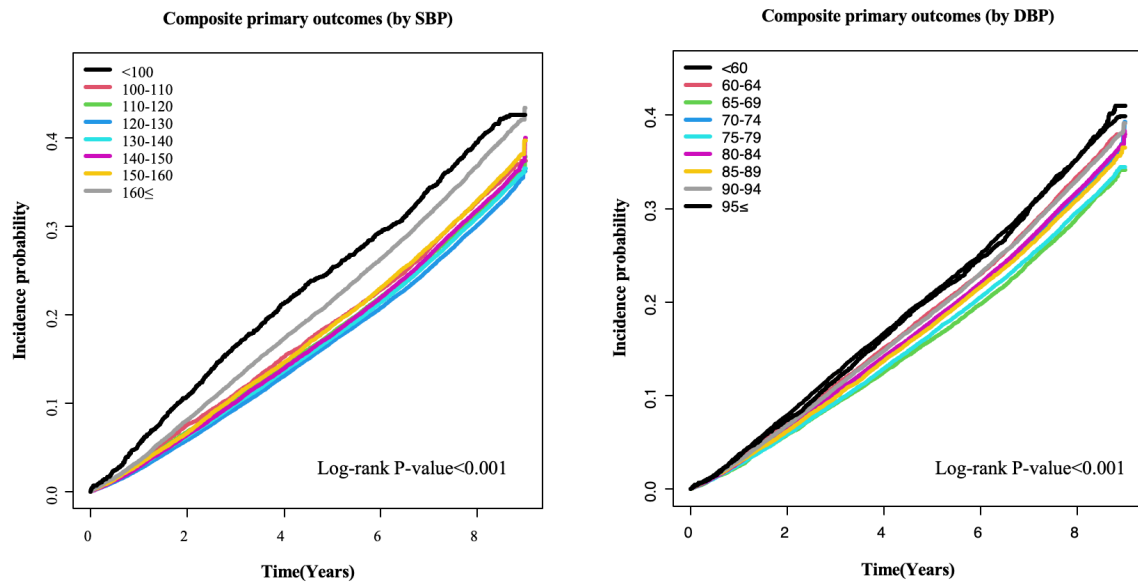 Composite primary outcomes (by SBP)
<100
100-110
110-120
120-130
130-140
140-150
150-160
160≤
Incidence probability
0.4
0.3
0.2
0.1
0.0
Log-rank P-value<0.001
0 2 4 6 8
Time(Years)
Composite primary outcomes (by DBP)
<60
60-64
65-69
70-74
75-79
80-84
85-89
90-94
95≤
Incidence probability
0.4
0.3
0.2
0.1
0.0
Log-rank P-value<0.001
0 2 4 6 8
Time(Years)